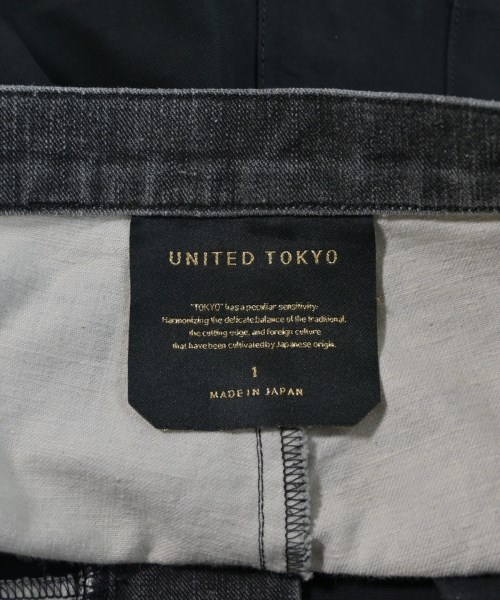 UNITED TOKYO
"TOKYO" has a peculiar sensitivity.
Harmonizing the delicate balance of the traditional,
the cutting edge, and foreign culture
that have been cultivated by Japanese origin.
1
MADE IN JAPAN